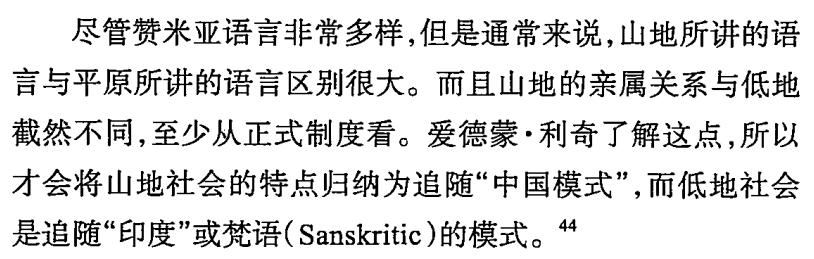 尽管赞米亚语言非常多样,但是通常来说,山地所讲的语
言与平原所讲的语言区别很大。而且山地的亲属关系与低地
截然不同,至少从正式制度看。爱德蒙·利奇了解这点,所以
才会将山地社会的特点归纳为追随“中国模式”,而低地社会
是追随“印度”或梵语(Sanskritic)的模式。44